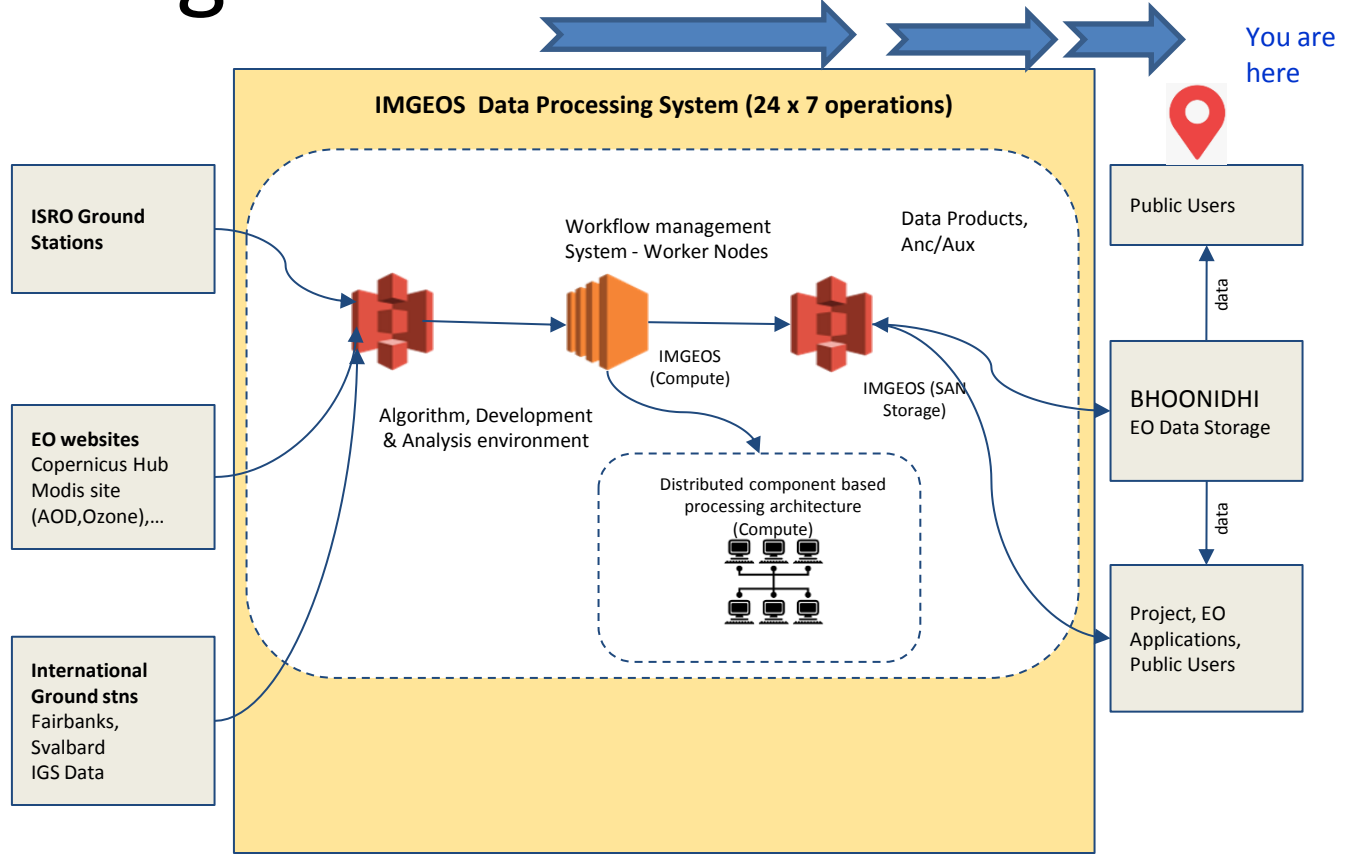 g
You are
here
IMGEOS Data Processing System (24 x 7 operations)
ISRO Ground
Stations
EO websites
Copernicus Hub
Modis site
(AOD,Ozone),...
International
Ground stns
Fairbanks,
Svalbard
IGS Data
Algorithm, Development
& Analysis environment
Workflow management
System - Worker Nodes
IMGEOS
(Compute)
Distributed component based
processing architecture
(Compute)
Data Products,
Anc/Aux
IMGEOS (SAN
Storage)
Public Users
data
BHOONIDHI
EO Data Storage
data
Project, EO
Applications,
Public Users